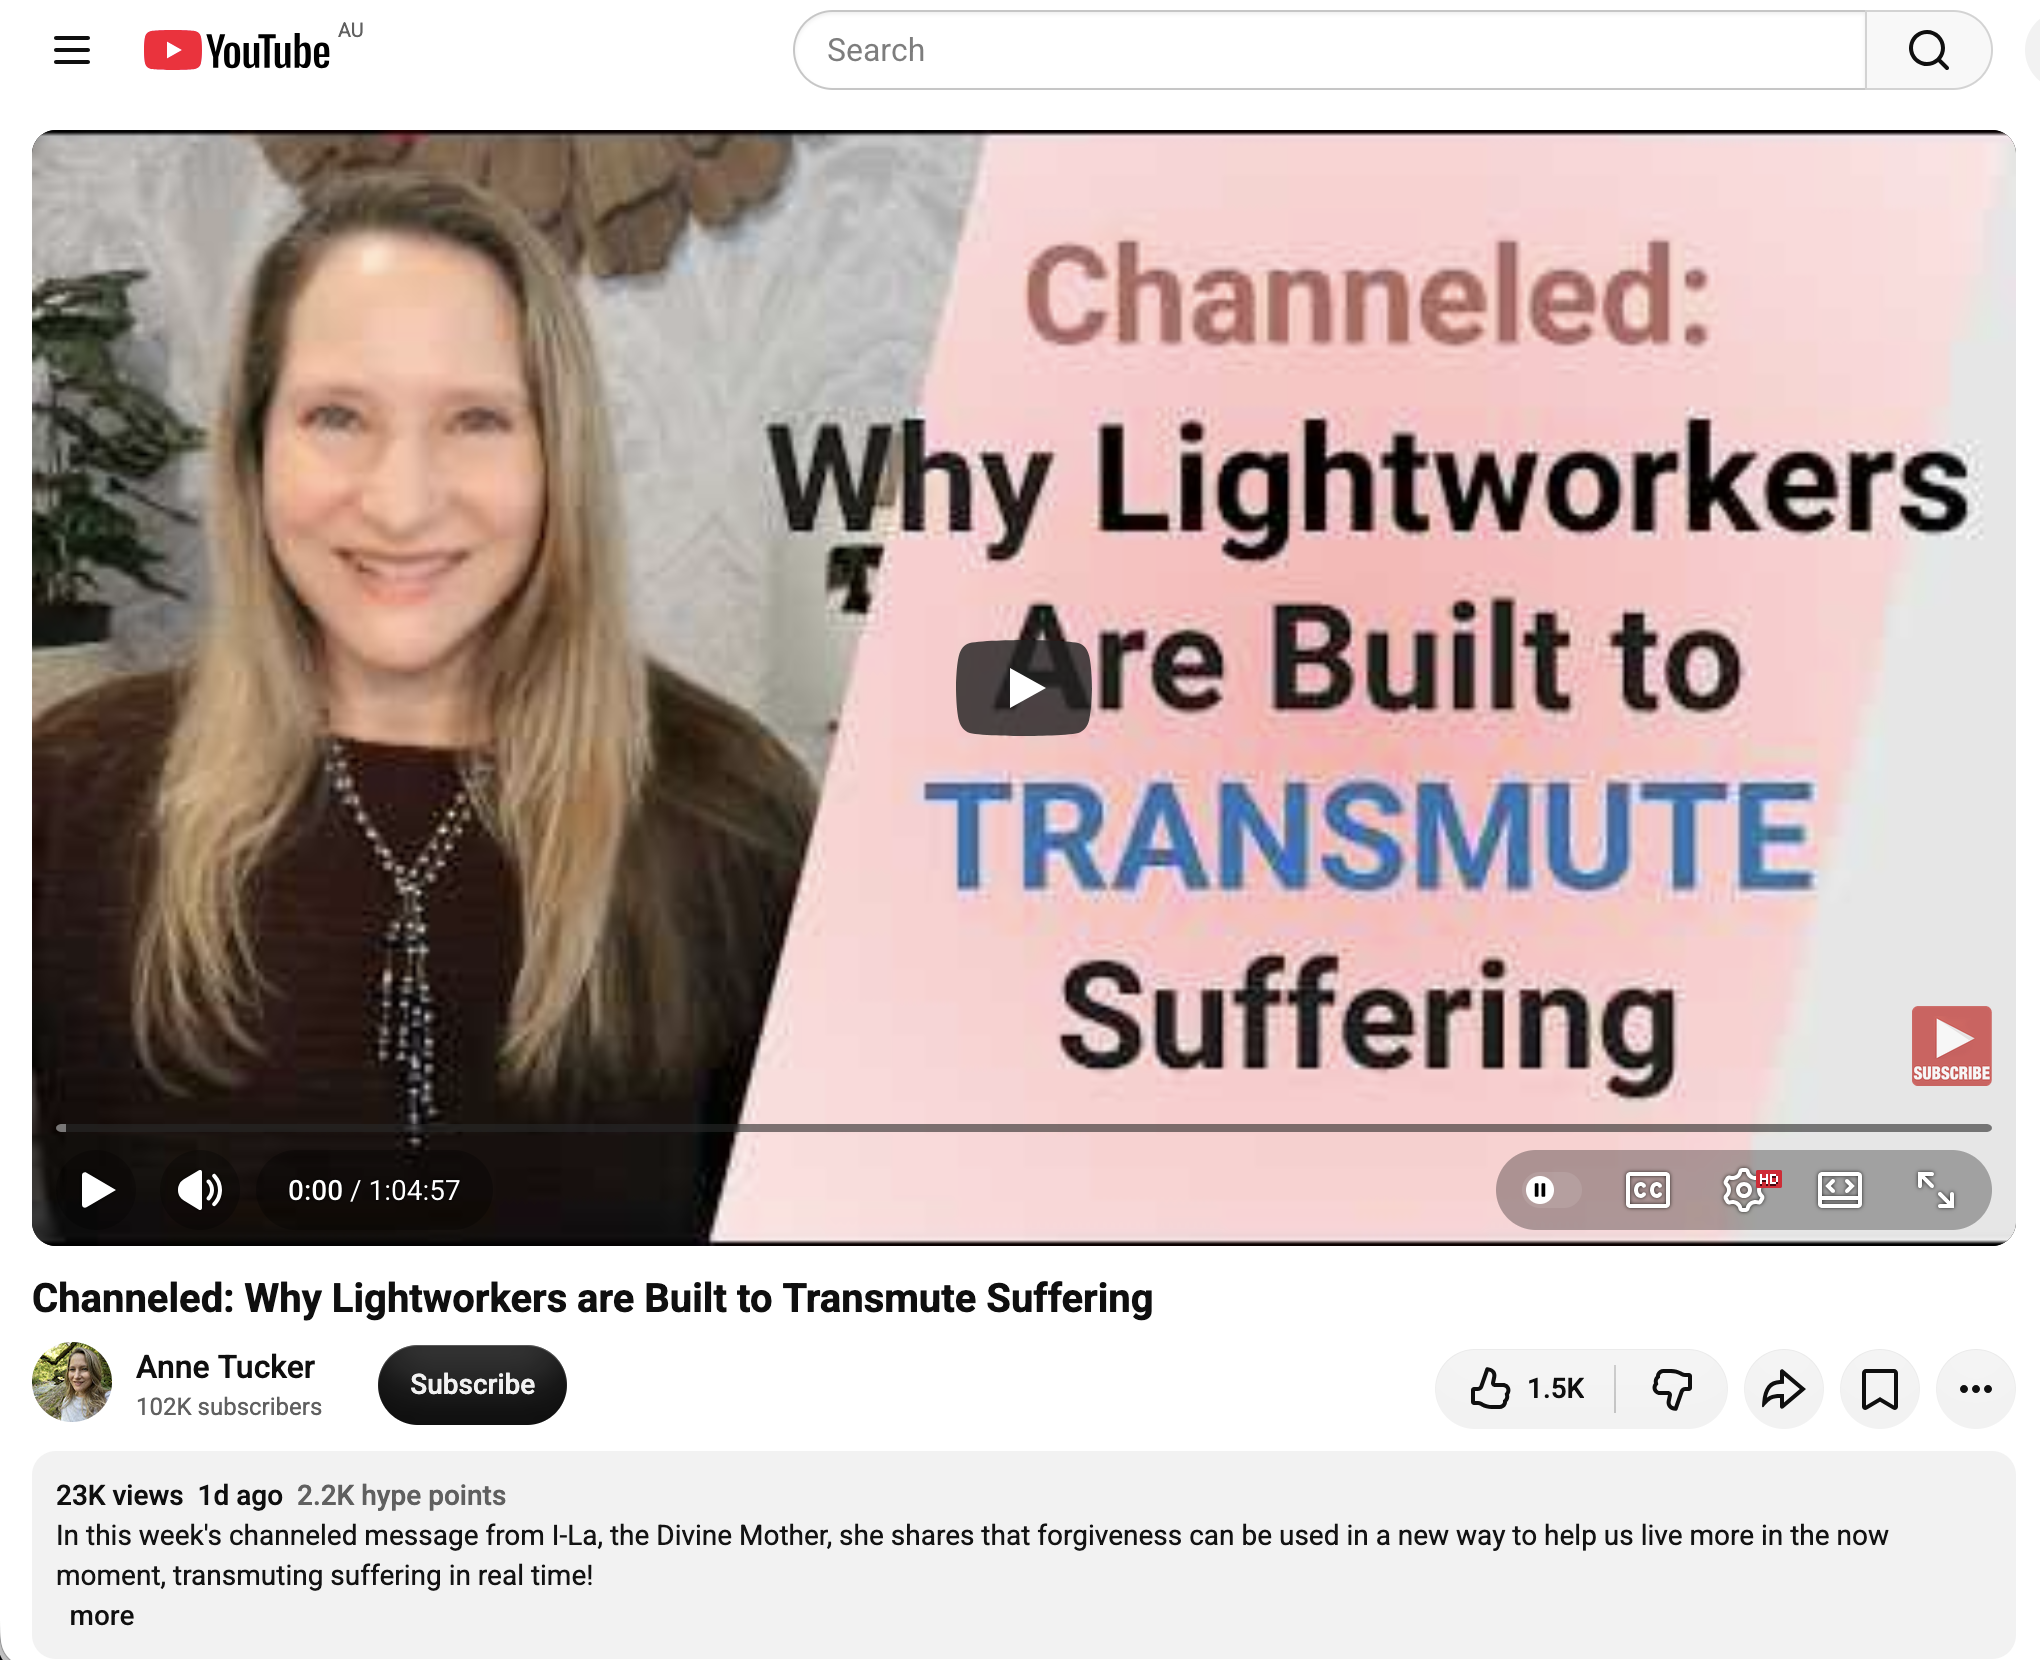 YouTube AU
Search
Channeled:
Why Lightworkers
Are Built to
TRANSMUTE
Suffering
SUBSCRIBE
0:00 / 1:04:57
CC
HD
Channeled: Why Lightworkers are Built to Transmute Suffering
Anne Tucker
102K subscribers
Subscribe
1.5K
23K views 1d ago 2.2K hype points
In this week's channeled message from I-La, the Divine Mother, she shares that forgiveness can be used in a new way to help us live more in the now
moment, transmuting suffering in real time!
more